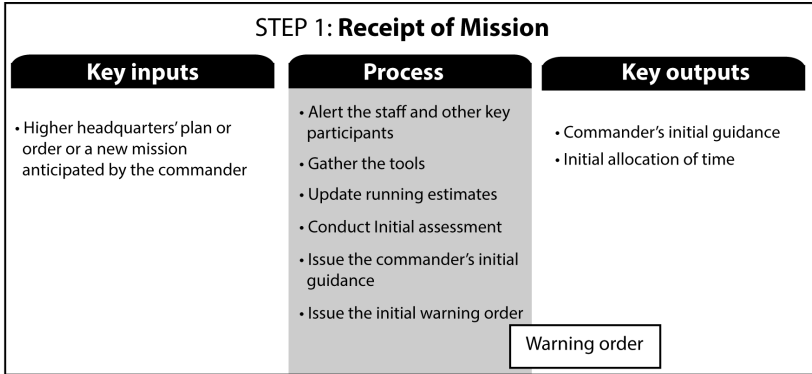 STEP 1: Receipt of Mission
Key inputs
• Higher headquarters' plan or
order or a new mission
anticipated by the commander
Process
• Alert the staff and other key
participants
• Gather the tools
• Update running estimates
• Conduct Initial assessment
• Issue the commander's initial
guidance
• Issue the initial warning order
Key outputs
• Commander's initial guidance
• Initial allocation of time
Warning order